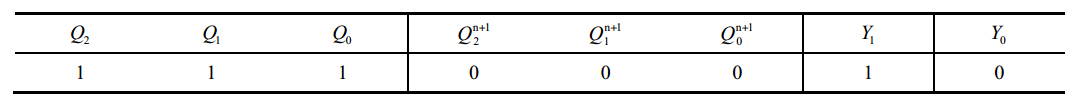 Q₂ Q₁ Q₀ Q₂ⁿ⁺¹ Q₁ⁿ⁺¹ Q₀ⁿ⁺¹ Y₁ Y₀
1 1 1 0 0 0 1 0